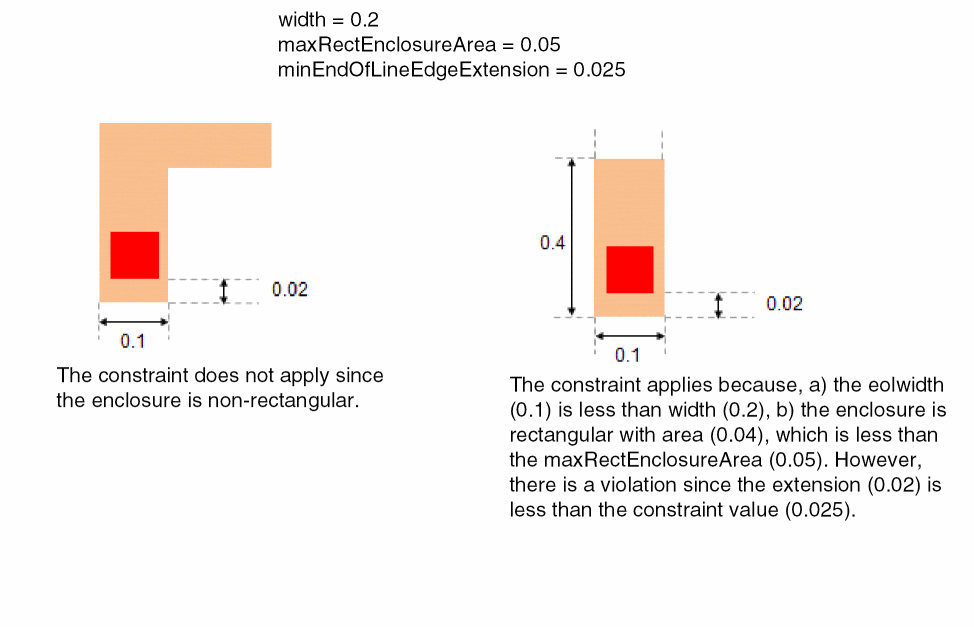 width = 0.2
maxRectEnclosureArea = 0.05
minEndOfLineEdgeExtension = 0.025
0.02
0.1
The constraint does not apply since
the enclosure is non-rectangular.
0.4
0.02
0.1
The constraint applies because, a) the eolwidth
(0.1) is less than width (0.2), b) the enclosure is
rectangular with area (0.04), which is less than
the maxRectEnclosureArea (0.05). However,
there is a violation since the extension (0.02) is
less than the constraint value (0.025).